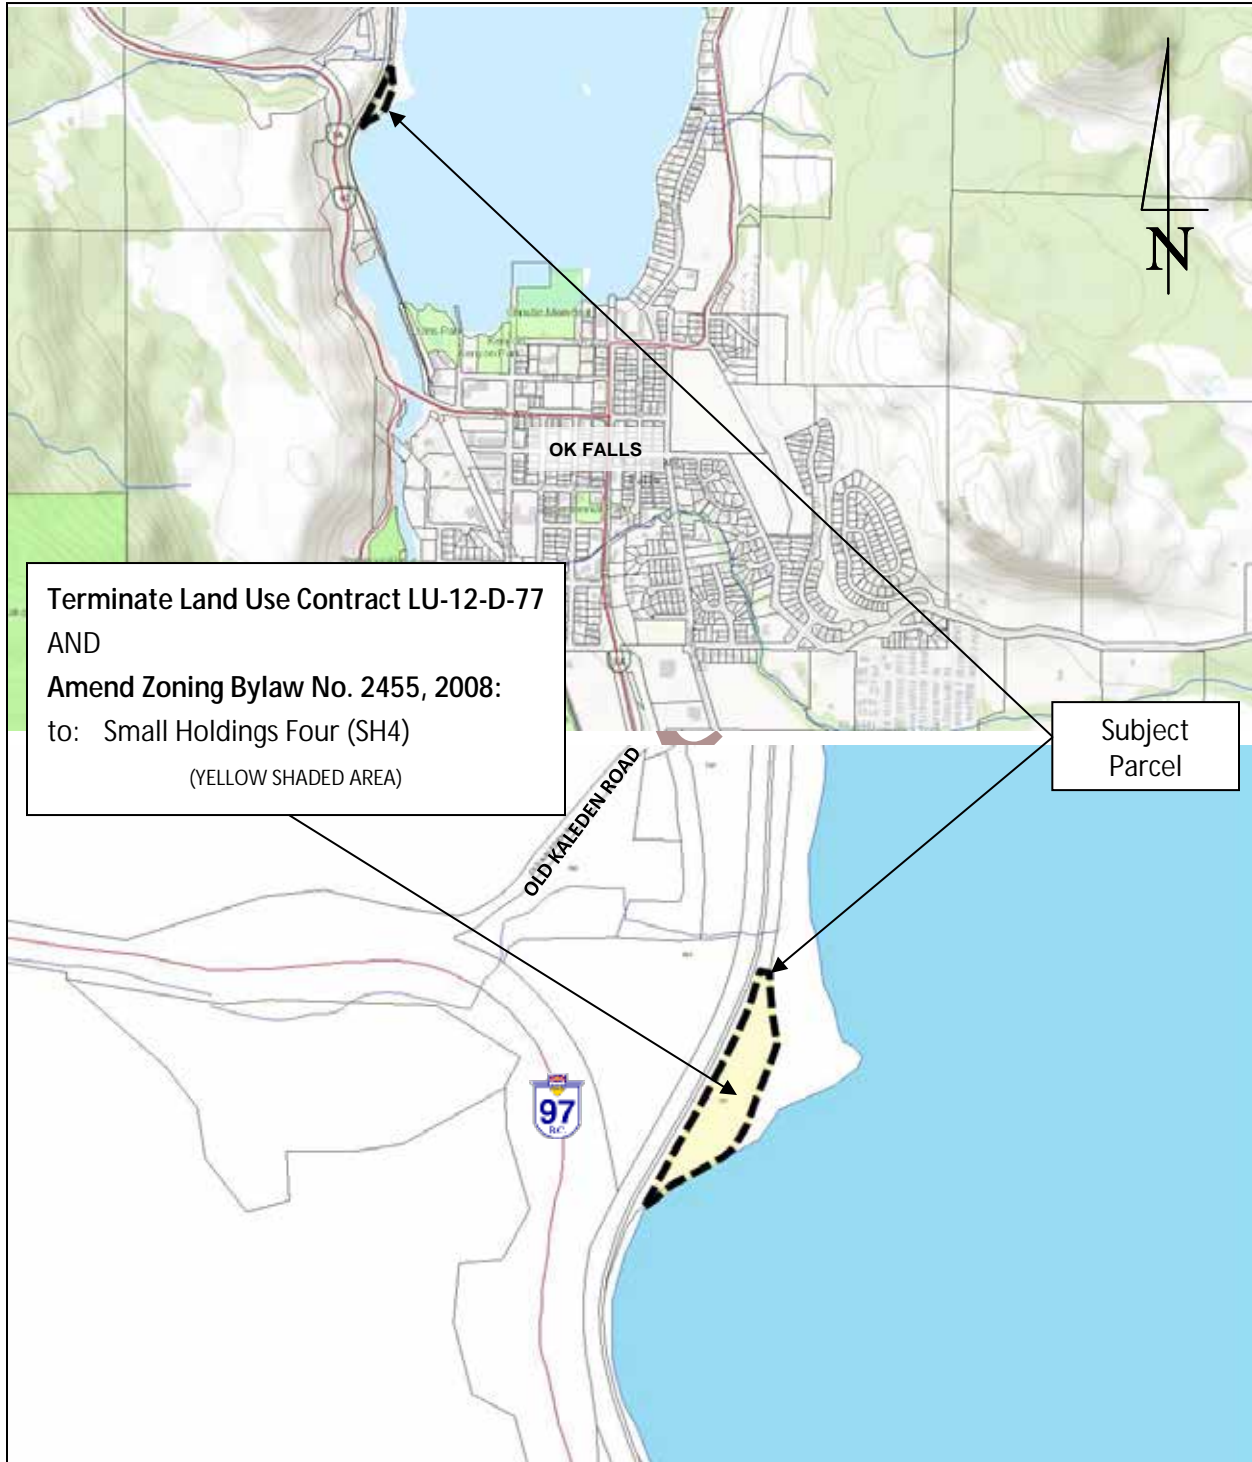 N
OK FALLS
Terminate Land Use Contract LU-12-D-77
AND
Amend Zoning Bylaw No. 2455, 2008:
to: Small Holdings Four (SH4)
(YELLOW SHADED AREA)
Subject
Parcel
OLD KALEDEN ROAD
97
B.C.